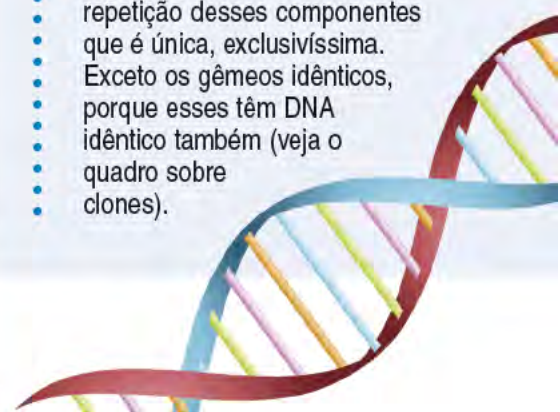 repetição desses componentes
que é única, exclusivíssima.
Exceto os gêmeos idênticos,
porque esses têm DNA
idêntico também (veja o
quadro sobre
clones).